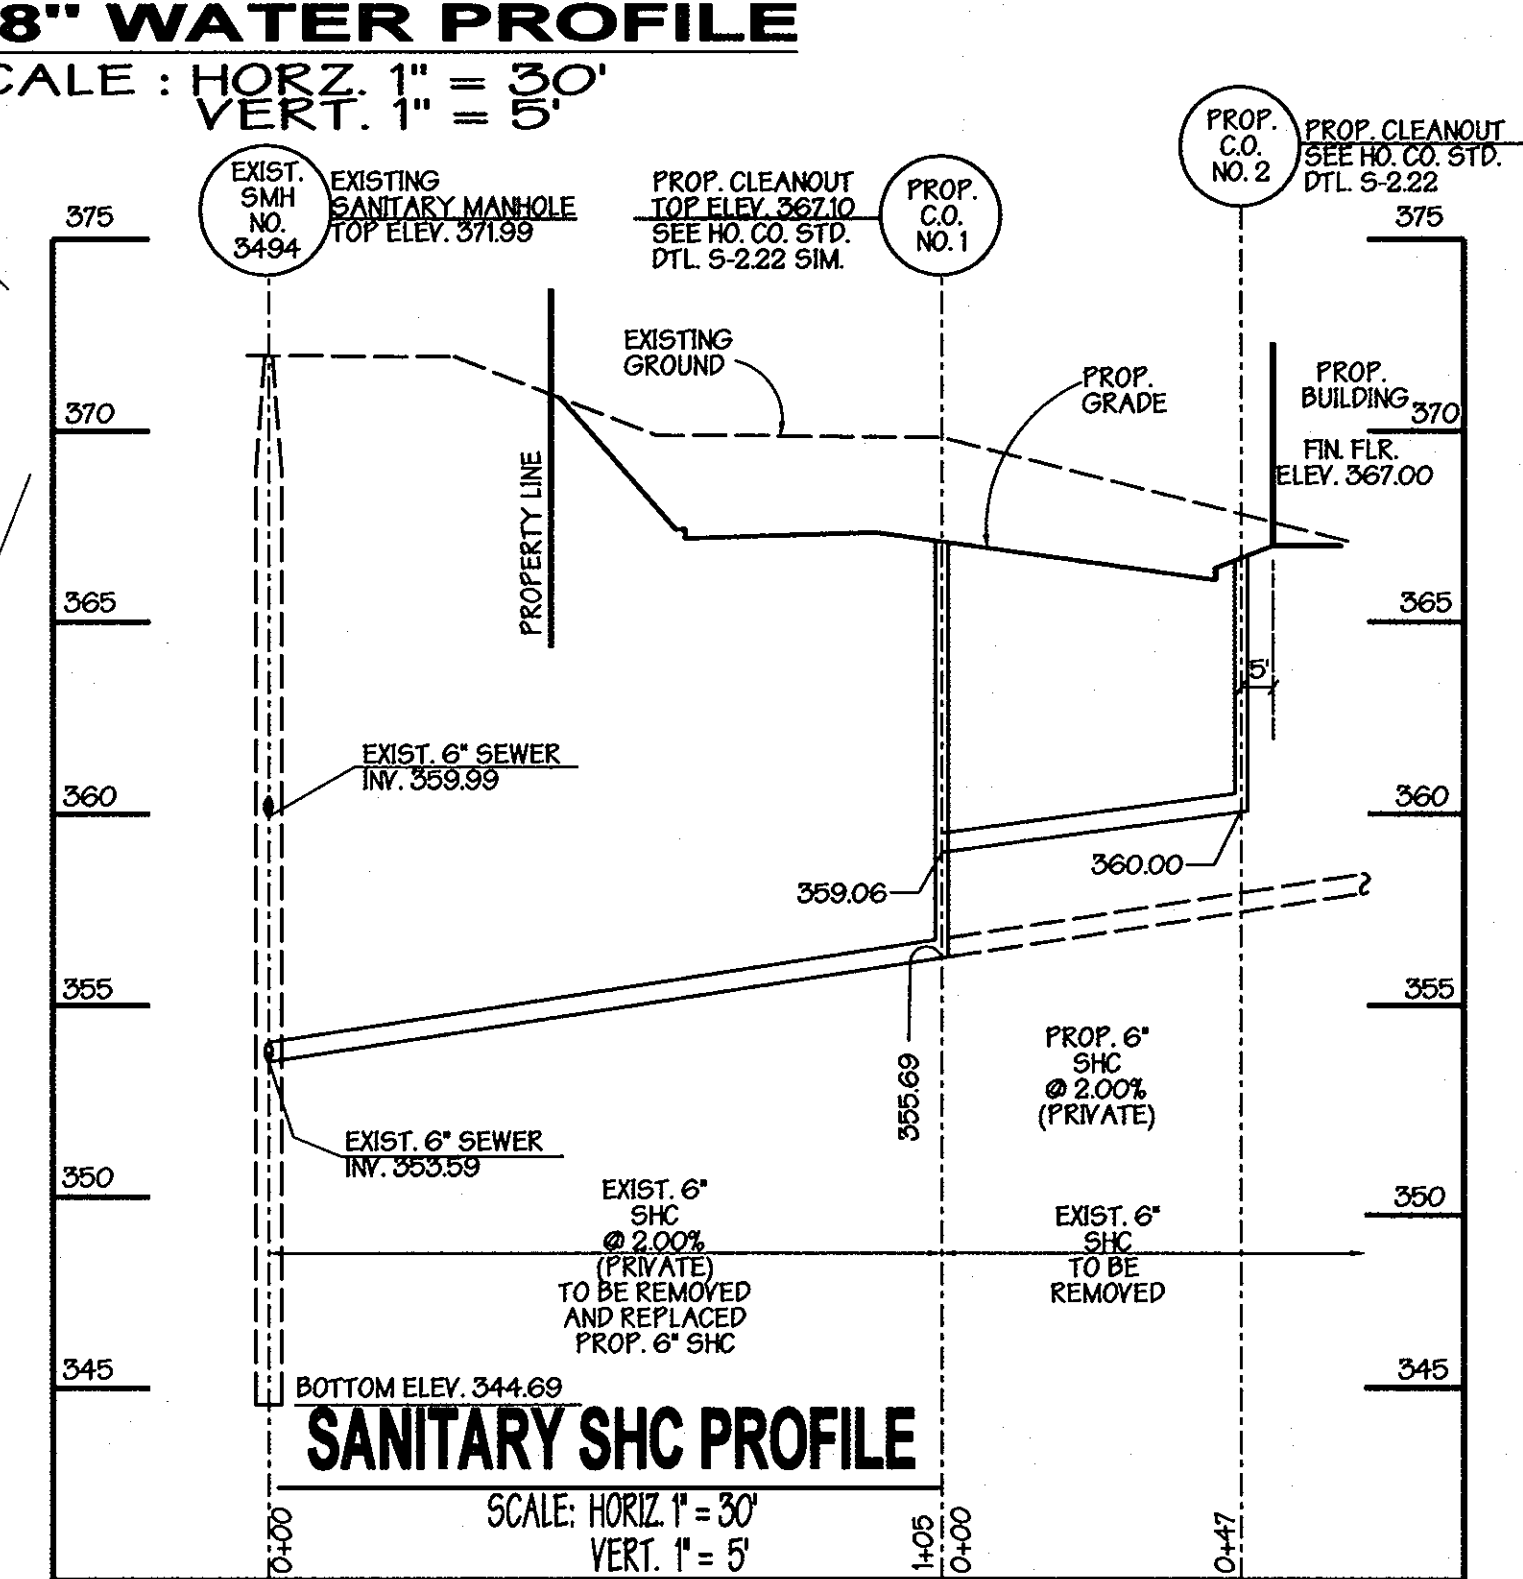 8" WATER PROFILE
CALE : HORZ. 1" = 30'
VERT. 1" = 5'
EXIST.
SMH
NO.
3494
EXISTING
SANITARY MANHOLE
TOP ELEV. 371.99
PROP. CLEANOUT
TOP ELEV. 367.10
SEE HO. CO. STD.
DTL. S-2.22 SIM.
PROP.
C.O.
NO. 1
PROP.
C.O.
NO. 2
PROP. CLEANOUT
SEE HO. CO. STD.
DTL. S-2.22
375
375
EXISTING
GROUND
PROP.
GRADE
PROP.
BUILDING
FIN. FLR.
ELEV. 367.00
370
370
PROPERTY LINE
365
365
5'
EXIST. 6" SEWER
INV. 359.99
360
360
359.06
360.00
355
355
355.69
PROP. 6"
SHC
@ 2.00%
(PRIVATE)
EXIST. 6" SEWER
INV. 353.59
350
350
EXIST. 6"
SHC
@ 2.00%
(PRIVATE)
TO BE REMOVED
AND REPLACED
PROP. 6" SHC
EXIST. 6"
SHC
TO BE
REMOVED
345
345
BOTTOM ELEV. 344.69
SANITARY SHC PROFILE
SCALE: HORIZ. 1" = 30'
VERT. 1" = 5'
0+00
1+05
0+00
0+47